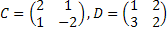 C = (2 1
1 −2), D = (1 2
3 2)